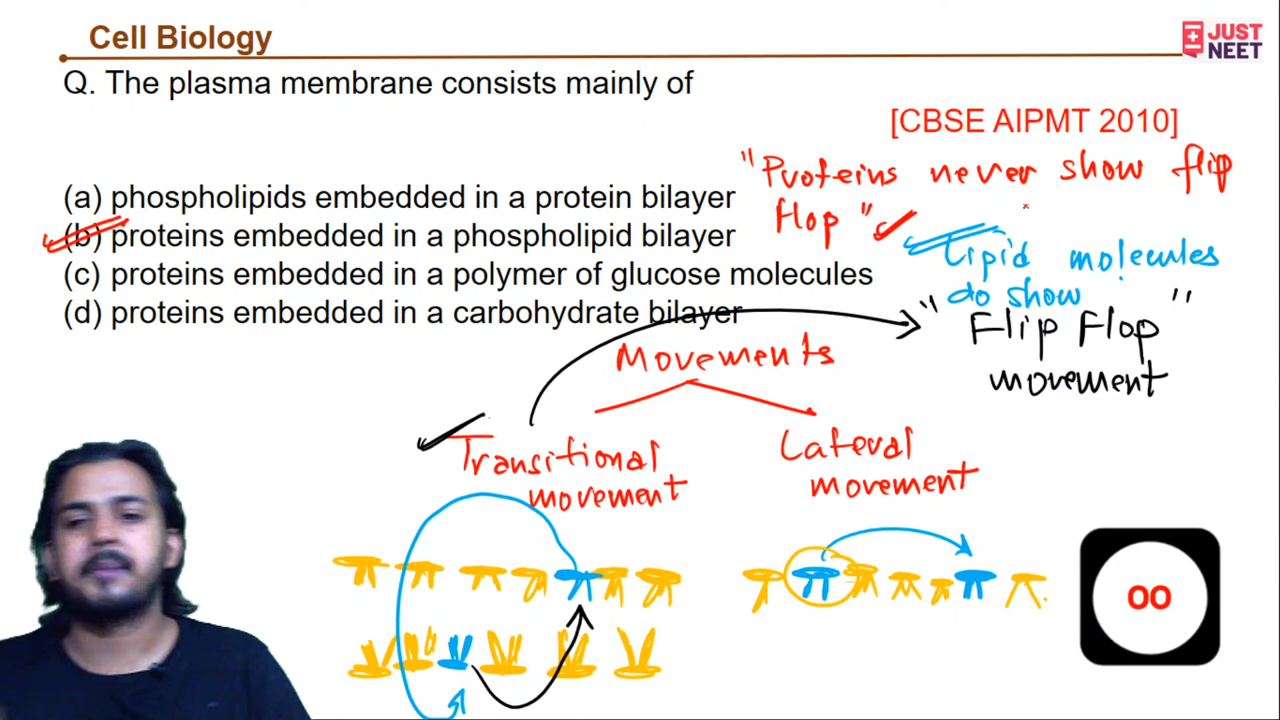 Cell Biology
JUST
NEET
Q. The plasma membrane consists mainly of
[CBSE AIPMT 2010]
"Proteins never show flip
flop"
(a) phospholipids embedded in a protein bilayer
(b) proteins embedded in a phospholipid bilayer
(c) proteins embedded in a polymer of glucose molecules
(d) proteins embedded in a carbohydrate bilayer
Lipid molecules
do show
"Flip Flop"
movement
Movements
Transitional
movement
Lateral
movement
00